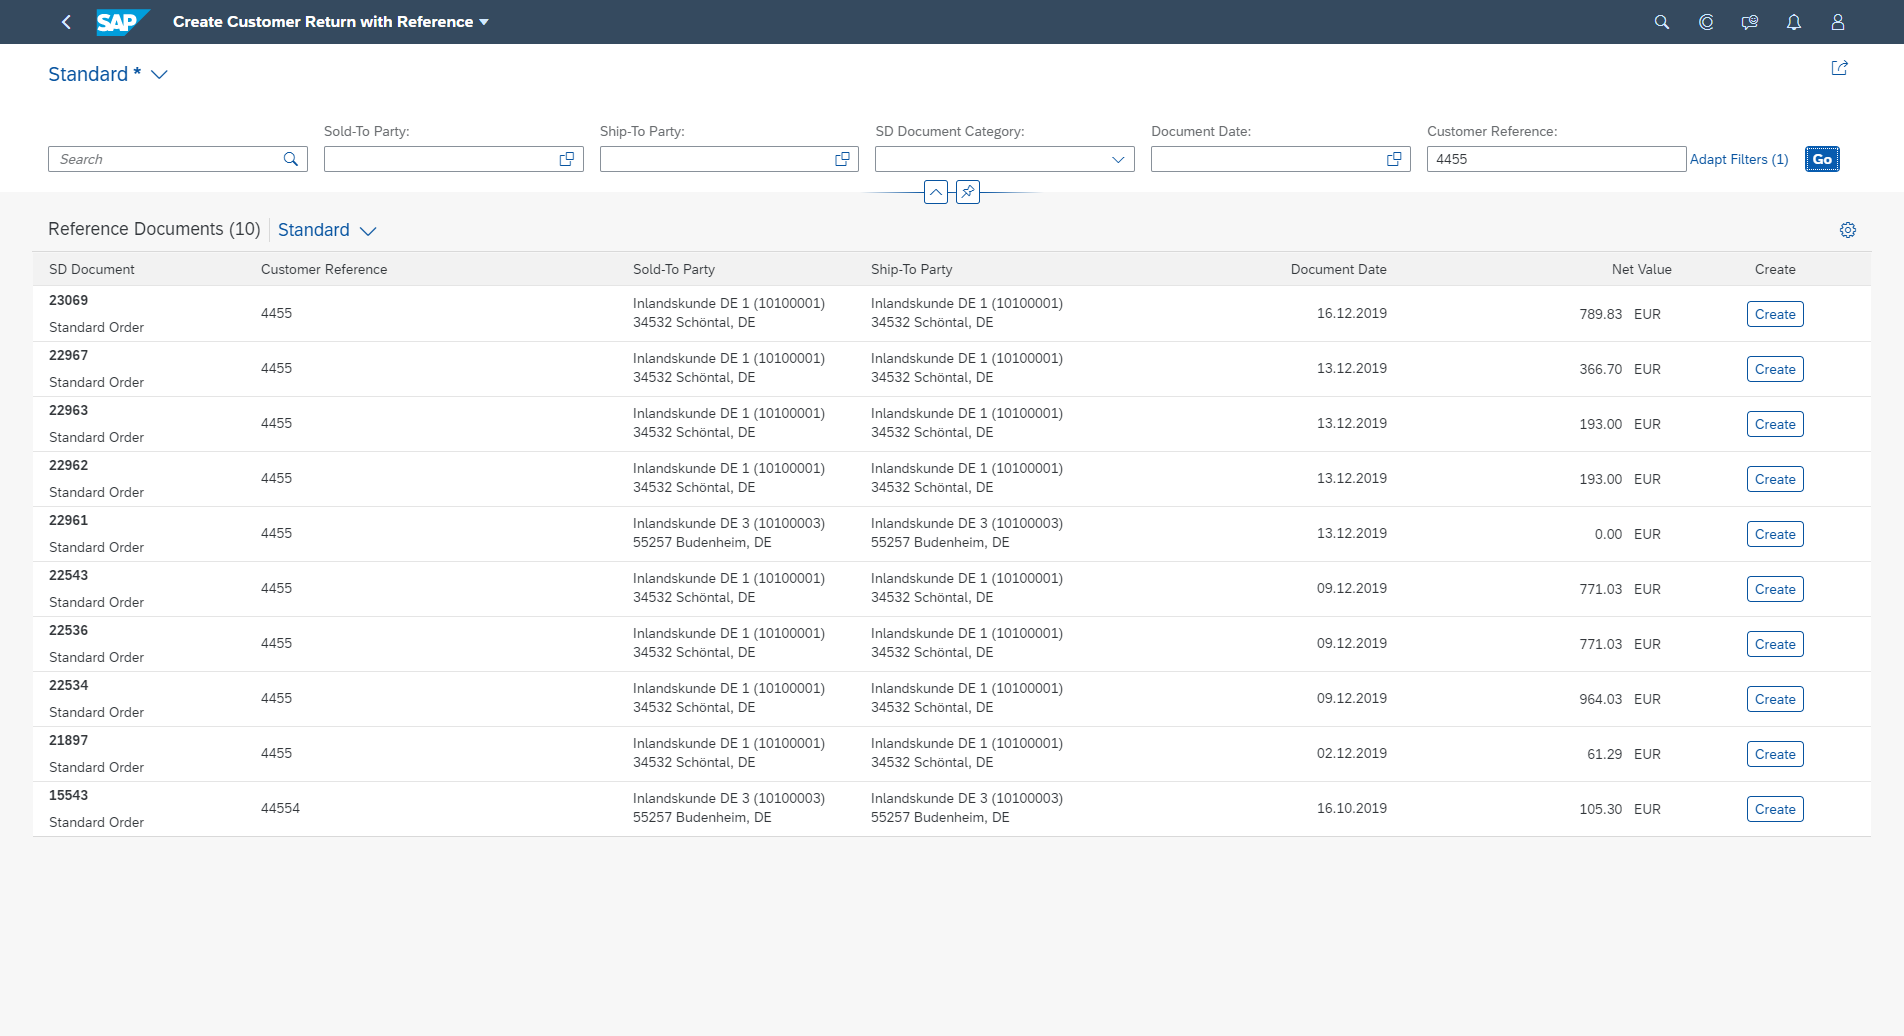 SAP Create Customer Return with Reference
Standard *
Sold-To Party: Ship-To Party: SD Document Category: Document Date: Customer Reference:
Search 4455 Adapt Filters (1) Go
Reference Documents (10) Standard
SD Document Customer Reference Sold-To Party Ship-To Party Document Date Net Value Create
23069
Standard Order
4455
Inlandskunde DE 1 (10100001)
34532 Schöntal, DE
Inlandskunde DE 1 (10100001)
34532 Schöntal, DE
16.12.2019
789.83 EUR
Create
22967
Standard Order
4455
Inlandskunde DE 1 (10100001)
34532 Schöntal, DE
Inlandskunde DE 1 (10100001)
34532 Schöntal, DE
13.12.2019
366.70 EUR
Create
22963
Standard Order
4455
Inlandskunde DE 1 (10100001)
34532 Schöntal, DE
Inlandskunde DE 1 (10100001)
34532 Schöntal, DE
13.12.2019
193.00 EUR
Create
22962
Standard Order
4455
Inlandskunde DE 1 (10100001)
34532 Schöntal, DE
Inlandskunde DE 1 (10100001)
34532 Schöntal, DE
13.12.2019
193.00 EUR
Create
22961
Standard Order
4455
Inlandskunde DE 3 (10100003)
55257 Budenheim, DE
Inlandskunde DE 3 (10100003)
55257 Budenheim, DE
13.12.2019
0.00 EUR
Create
22543
Standard Order
4455
Inlandskunde DE 1 (10100001)
34532 Schöntal, DE
Inlandskunde DE 1 (10100001)
34532 Schöntal, DE
09.12.2019
771.03 EUR
Create
22536
Standard Order
4455
Inlandskunde DE 1 (10100001)
34532 Schöntal, DE
Inlandskunde DE 1 (10100001)
34532 Schöntal, DE
09.12.2019
771.03 EUR
Create
22534
Standard Order
4455
Inlandskunde DE 1 (10100001)
34532 Schöntal, DE
Inlandskunde DE 1 (10100001)
34532 Schöntal, DE
09.12.2019
964.03 EUR
Create
21897
Standard Order
4455
Inlandskunde DE 1 (10100001)
34532 Schöntal, DE
Inlandskunde DE 1 (10100001)
34532 Schöntal, DE
02.12.2019
61.29 EUR
Create
15543
Standard Order
44554
Inlandskunde DE 3 (10100003)
55257 Budenheim, DE
Inlandskunde DE 3 (10100003)
55257 Budenheim, DE
16.10.2019
105.30 EUR
Create